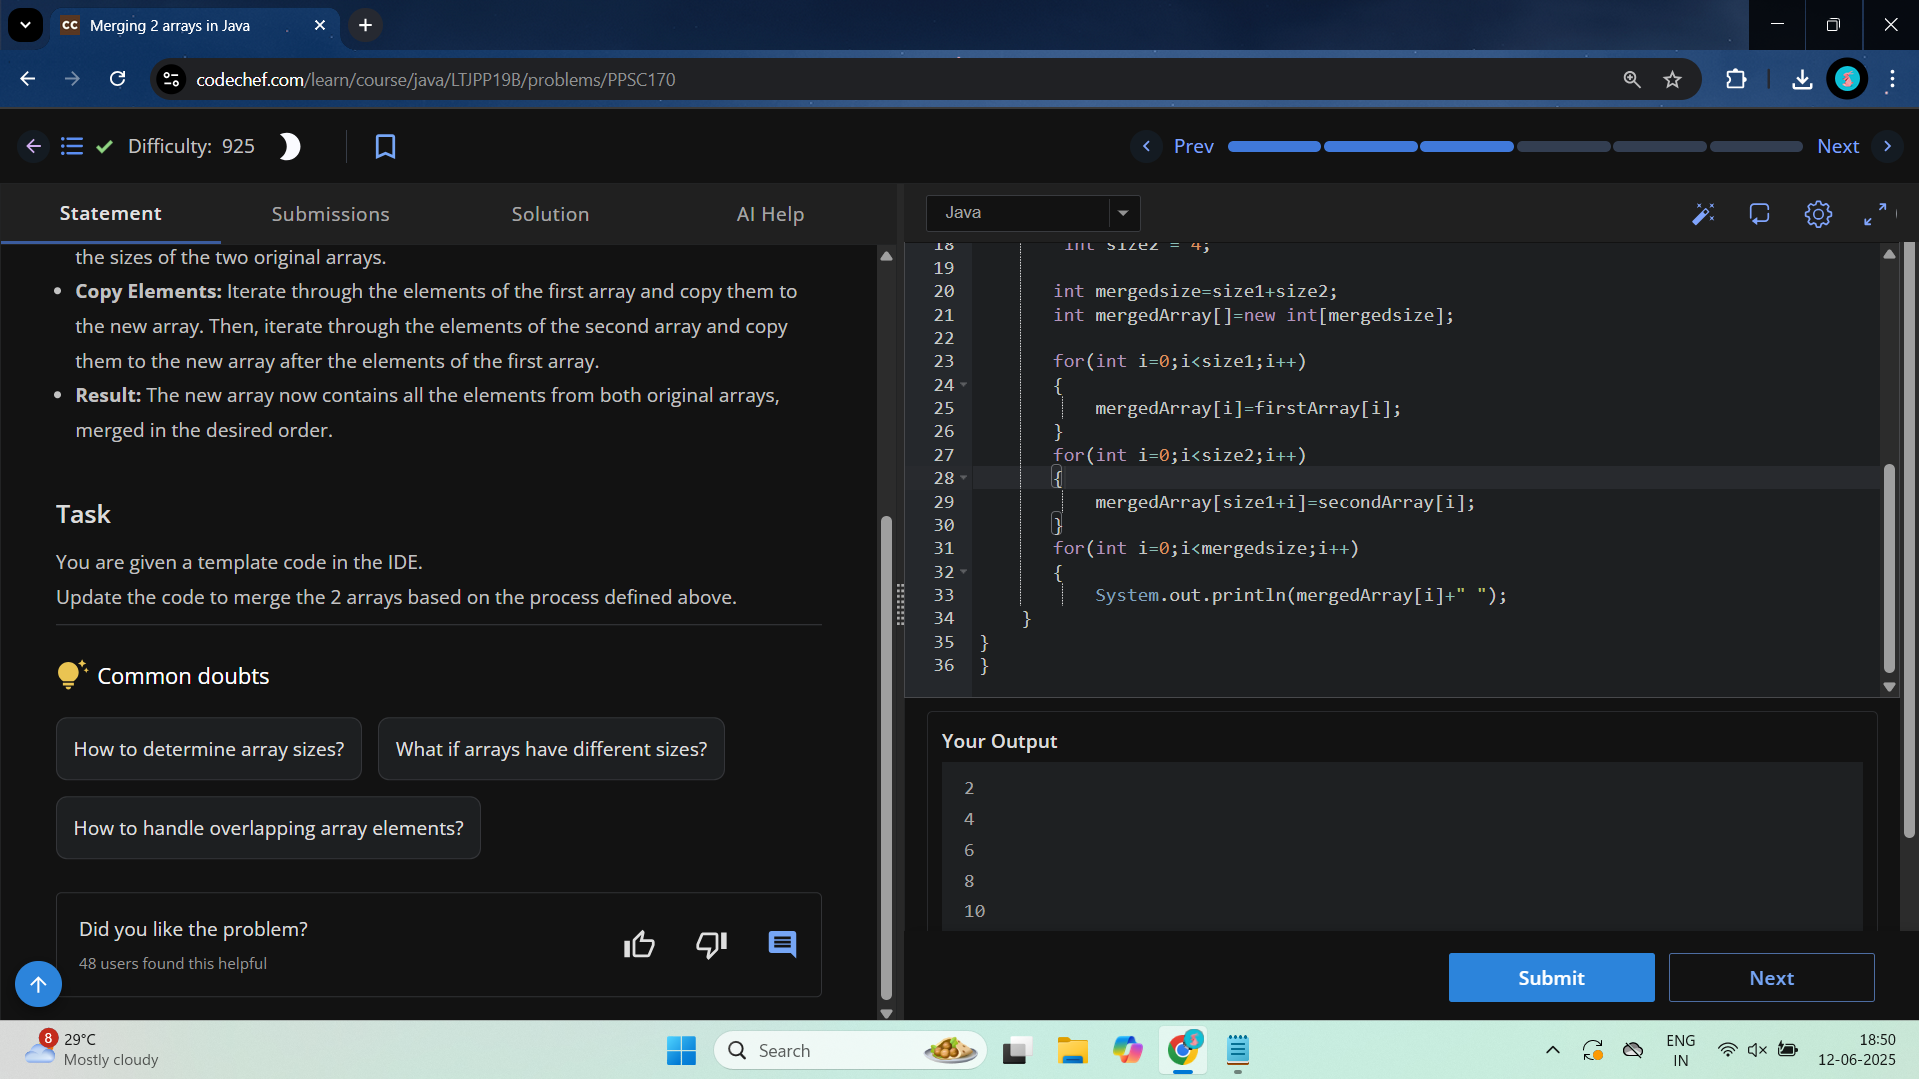 CC Merging 2 arrays in Java
codechef.com/learn/course/java/LTJPP19B/problems/PPSC170
Difficulty: 925
Prev
Next
Statement
Submissions
Solution
AI Help
the sizes of the two original arrays.
• Copy Elements: Iterate through the elements of the first array and copy them to
the new array. Then, iterate through the elements of the second array and copy
them to the new array after the elements of the first array.
• Result: The new array now contains all the elements from both original arrays,
merged in the desired order.
Task
You are given a template code in the IDE.
Update the code to merge the 2 arrays based on the process defined above.
Common doubts
How to determine array sizes?
What if arrays have different sizes?
How to handle overlapping array elements?
Did you like the problem?
48 users found this helpful
Java
18 int size2 = 4;
19
20 int mergedsize=size1+size2;
21 int mergedArray[]=new int[mergedsize];
22
23 for(int i=0;i<size1;i++)
24 {
25 mergedArray[i]=firstArray[i];
26 }
27 for(int i=0;i<size2;i++)
28 {
29 mergedArray[size1+i]=secondArray[i];
30 }
31 for(int i=0;i<mergedsize;i++)
32 {
33 System.out.println(mergedArray[i]+" ");
34 }
35 }
36 }
Your Output
2
4
6
8
10
Submit
Next
8
29°C
Mostly cloudy
Search
ENG
IN
18:50
12-06-2025